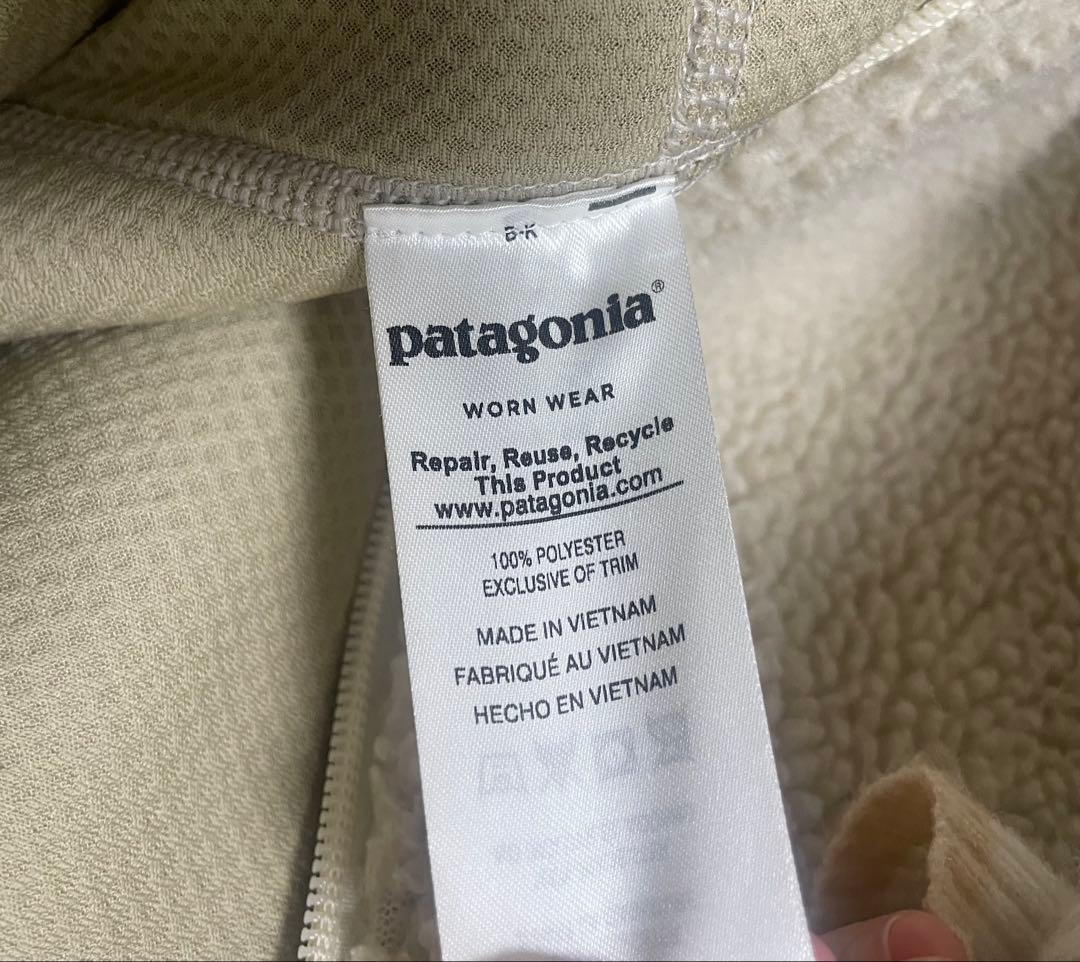 B-K
patagonia®
WORN WEAR
Repair, Reuse, Recycle
This Product
www.patagonia.com
100% POLYESTER
EXCLUSIVE OF TRIM
MADE IN VIETNAM
FABRIQUÉ AU VIETNAM
HECHO EN VIETNAM